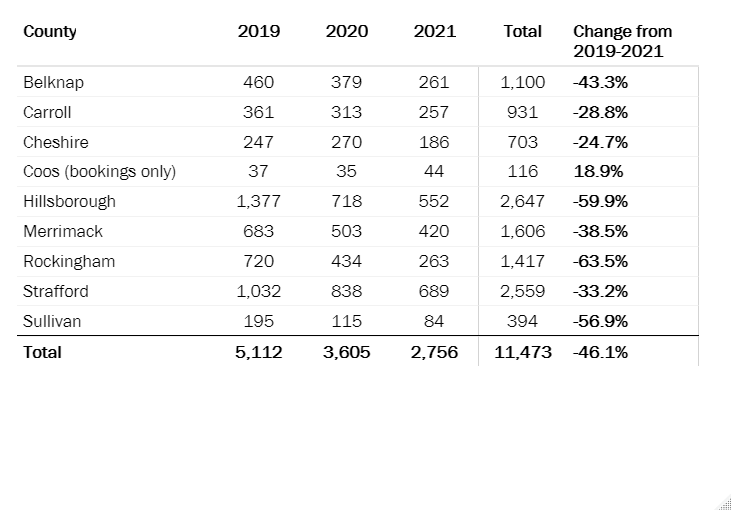 County 2019 2020 2021 Total Change from
2019-2021
Belknap 460 379 261 1,100 -43.3%
Carroll 361 313 257 931 -28.8%
Cheshire 247 270 186 703 -24.7%
Coos (bookings only) 37 35 44 116 18.9%
Hillsborough 1,377 718 552 2,647 -59.9%
Merrimack 683 503 420 1,606 -38.5%
Rockingham 720 434 263 1,417 -63.5%
Strafford 1,032 838 689 2,559 -33.2%
Sullivan 195 115 84 394 -56.9%
Total 5,112 3,605 2,756 11,473 -46.1%